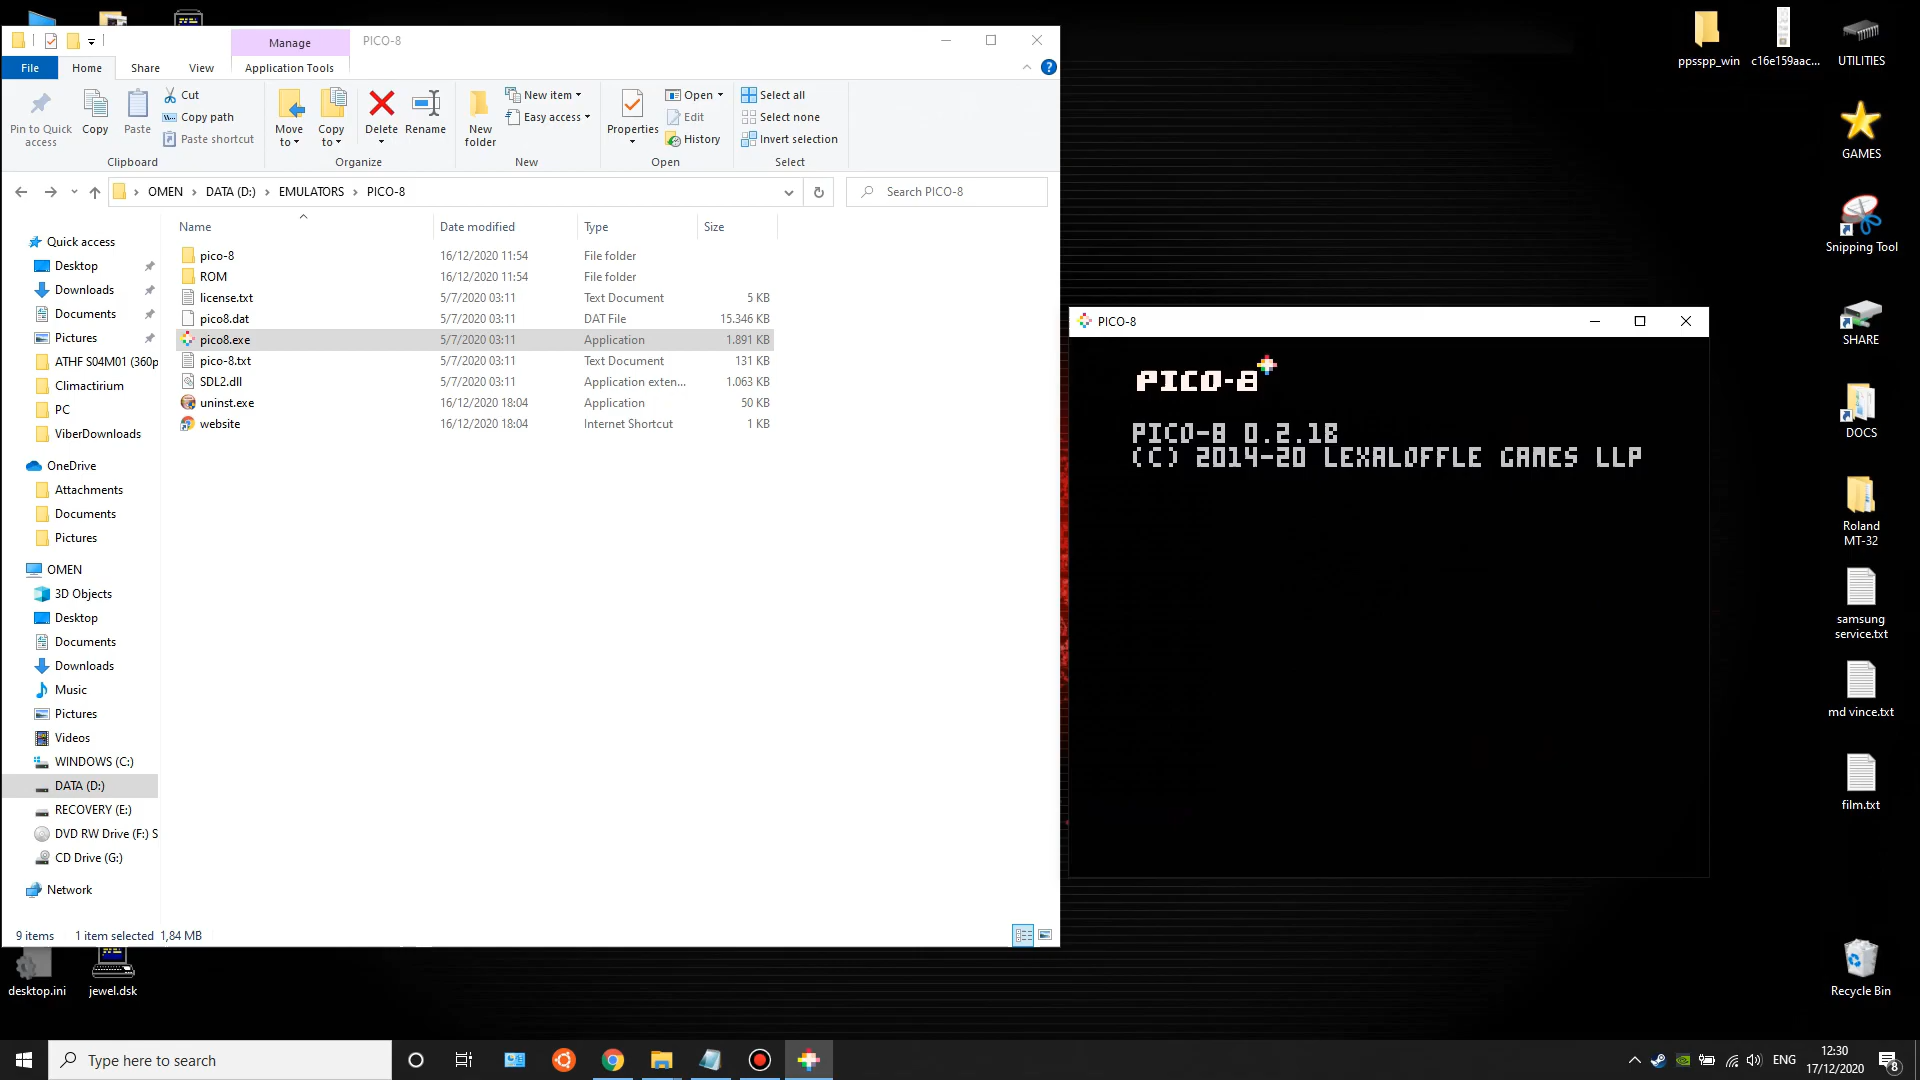 Manage
PICO-8
File
Home
Share
View
Application Tools
Pin to Quick access
Copy
Paste
Cut
Copy path
Paste shortcut
Clipboard
Move to
Copy to
Delete
Rename
Organize
New folder
New item
Easy access
New
Properties
Open
Edit
History
Open
Select all
Select none
Invert selection
Select
OMEN
DATA (D:)
EMULATORS
PICO-8
Search PICO-8
Name
Date modified
Type
Size
pico-8 16/12/2020 11:54 File folder
ROM 16/12/2020 11:54 File folder
license.txt 5/7/2020 03:11 Text Document 5 KB
pico8.dat 5/7/2020 03:11 DAT File 15.346 KB
pico8.exe 5/7/2020 03:11 Application 1.891 KB
pico-8.txt 5/7/2020 03:11 Text Document 131 KB
SDL2.dll 5/7/2020 03:11 Application exten... 1.063 KB
uninst.exe 16/12/2020 18:04 Application 50 KB
website 16/12/2020 18:04 Internet Shortcut 1 KB
Quick access
Desktop
Downloads
Documents
Pictures
ATHF S04M01 (360p
Climactirium
PC
ViberDownloads
OneDrive
Attachments
Documents
Pictures
OMEN
3D Objects
Desktop
Documents
Downloads
Music
Pictures
Videos
WINDOWS (C:)
DATA (D:)
RECOVERY (E:)
DVD RW Drive (F:) S
CD Drive (G:)
Network
9 items
1 item selected 1,84 MB
PICO-8
PICO-8
PICO-8 0.2.1B
(C) 2014-20 LEXALOFFLE GAMES LLP
ppsspp_win
c16e159aac...
UTILITIES
GAMES
Snipping Tool
SHARE
DOCS
Roland
MT-32
samsung
service.txt
md vince.txt
film.txt
Recycle Bin
desktop.ini
jewel.dsk
Type here to search
ENG
12:30
17/12/2020
8